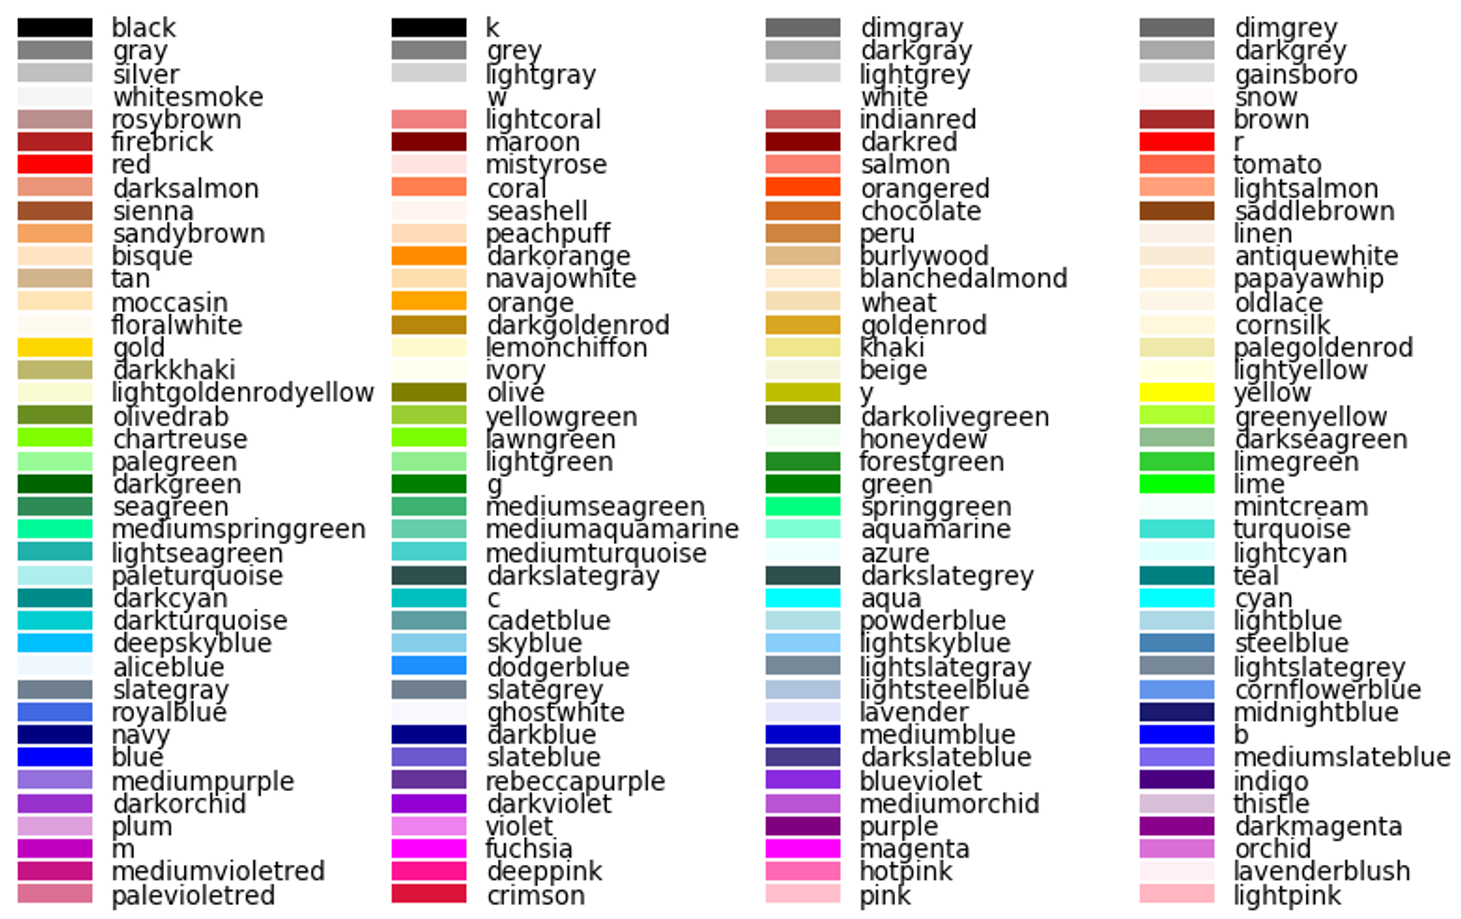 black k dimgray dimgrey
gray grey darkgray darkgrey
silver lightgray lightgrey gainsboro
whitesmoke w white snow
rosybrown lightcoral indianred brown
firebrick maroon darkred r
red mistyrose salmon tomato
darksalmon coral orangered lightsalmon
sienna seashell chocolate saddlebrown
sandybrown peachpuff peru linen
bisque darkorange burlywood antiquewhite
tan navajowhite blanchedalmond papayawhip
moccasin orange wheat oldlace
floralwhite darkgoldenrod goldenrod cornsilk
gold lemonchiffon khaki palegoldenrod
darkkhaki ivory beige lightyellow
lightgoldenrodyellow olive y yellow
olivedrab yellowgreen darkolivegreen greenyellow
chartreuse lawngreen honeydew darkseagreen
palegreen lightgreen forestgreen limegreen
darkgreen g green lime
seagreen mediumseagreen springgreen mintcream
mediumspringgreen mediumaquamarine aquamarine turquoise
lightseagreen mediumturquoise azure lightcyan
paleturquoise darkslategray darkslategrey teal
darkcyan c aqua cyan
darkturquoise cadetblue powderblue lightblue
deepskyblue skyblue lightskyblue steelblue
aliceblue dodgerblue lightslategray lightslategrey
slategray slategrey lightsteelblue cornflowerblue
royalblue ghostwhite lavender midnightblue
navy darkblue mediumblue b
blue slateblue darkslateblue mediumslateblue
mediumpurple rebeccapurple blueviolet indigo
darkorchid darkviolet mediumorchid thistle
plum violet purple darkmagenta
m fuchsia magenta orchid
mediumvioletred deeppink hotpink lavenderblush
palevioletred crimson pink lightpink